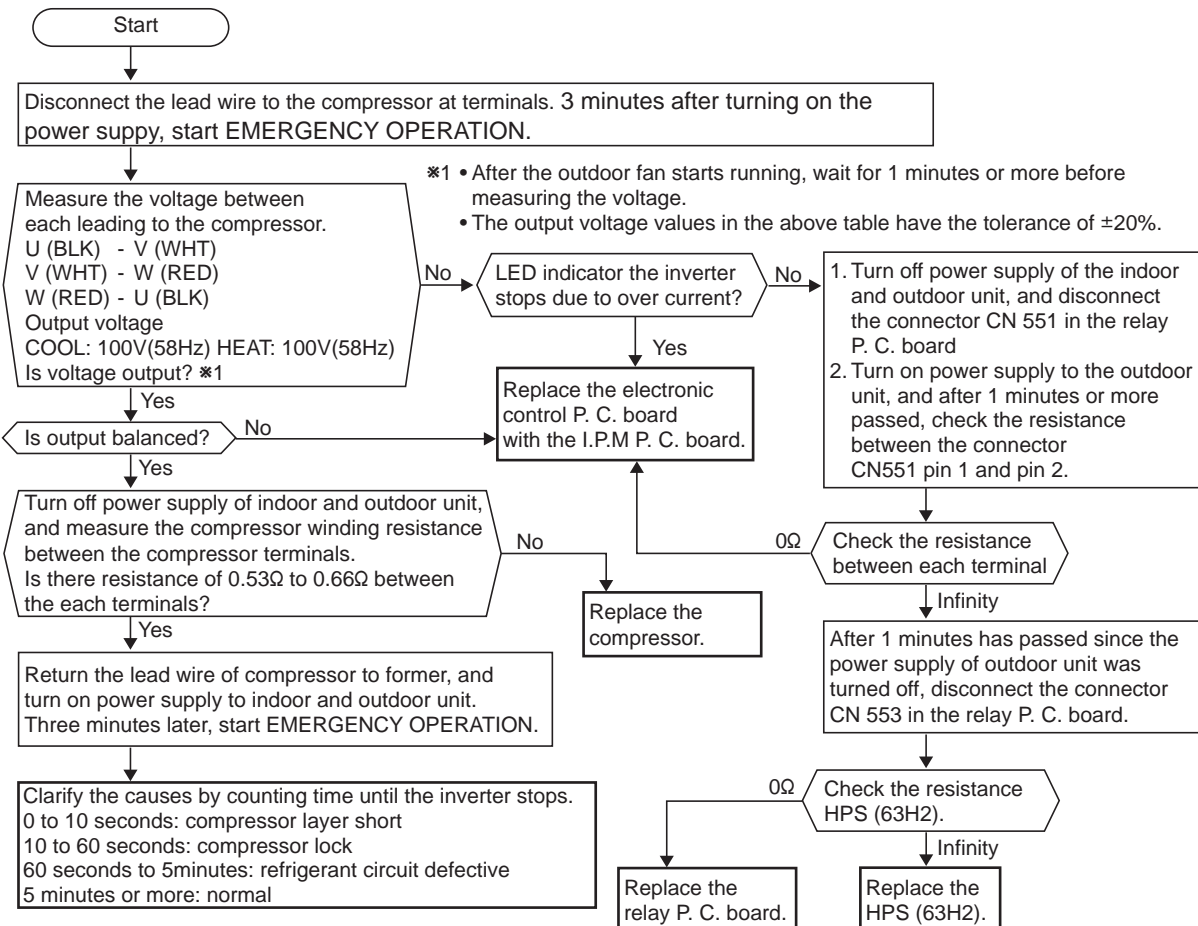 Start
Disconnect the lead wire to the compressor at terminals. 3 minutes after turning on the
power suppy, start EMERGENCY OPERATION.
※1 • After the outdoor fan starts running, wait for 1 minutes or more before
measuring the voltage.
• The output voltage values in the above table have the tolerance of ±20%.
Measure the voltage between
each leading to the compressor.
U (BLK) - V (WHT)
V (WHT) - W (RED)
W (RED) - U (BLK)
Output voltage
COOL: 100V(58Hz) HEAT: 100V(58Hz)
Is voltage output? ※1
No
LED indicator the inverter
stops due to over current?
No
1. Turn off power supply of the indoor
and outdoor unit, and disconnect
the connector CN 551 in the relay
P. C. board
2. Turn on power supply to the outdoor
unit, and after 1 minutes or more
passed, check the resistance
between the connector
CN551 pin 1 and pin 2.
Yes
Replace the electronic
control P. C. board
with the I.P.M P. C. board.
Yes
Is output balanced?
No
Yes
Turn off power supply of indoor and outdoor unit,
and measure the compressor winding resistance
between the compressor terminals.
Is there resistance of 0.53Ω to 0.66Ω between
the each terminals?
No
Replace the
compressor.
0Ω
Check the resistance
between each terminal
Infinity
Yes
Return the lead wire of compressor to former, and
turn on power supply to indoor and outdoor unit.
Three minutes later, start EMERGENCY OPERATION.
After 1 minutes has passed since the
power supply of outdoor unit was
turned off, disconnect the connector
CN 553 in the relay P. C. board.
Clarify the causes by counting time until the inverter stops.
0 to 10 seconds: compressor layer short
10 to 60 seconds: compressor lock
60 seconds to 5minutes: refrigerant circuit defective
5 minutes or more: normal
0Ω
Check the resistance
HPS (63H2).
Infinity
Replace the
relay P. C. board.
Replace the
HPS (63H2).